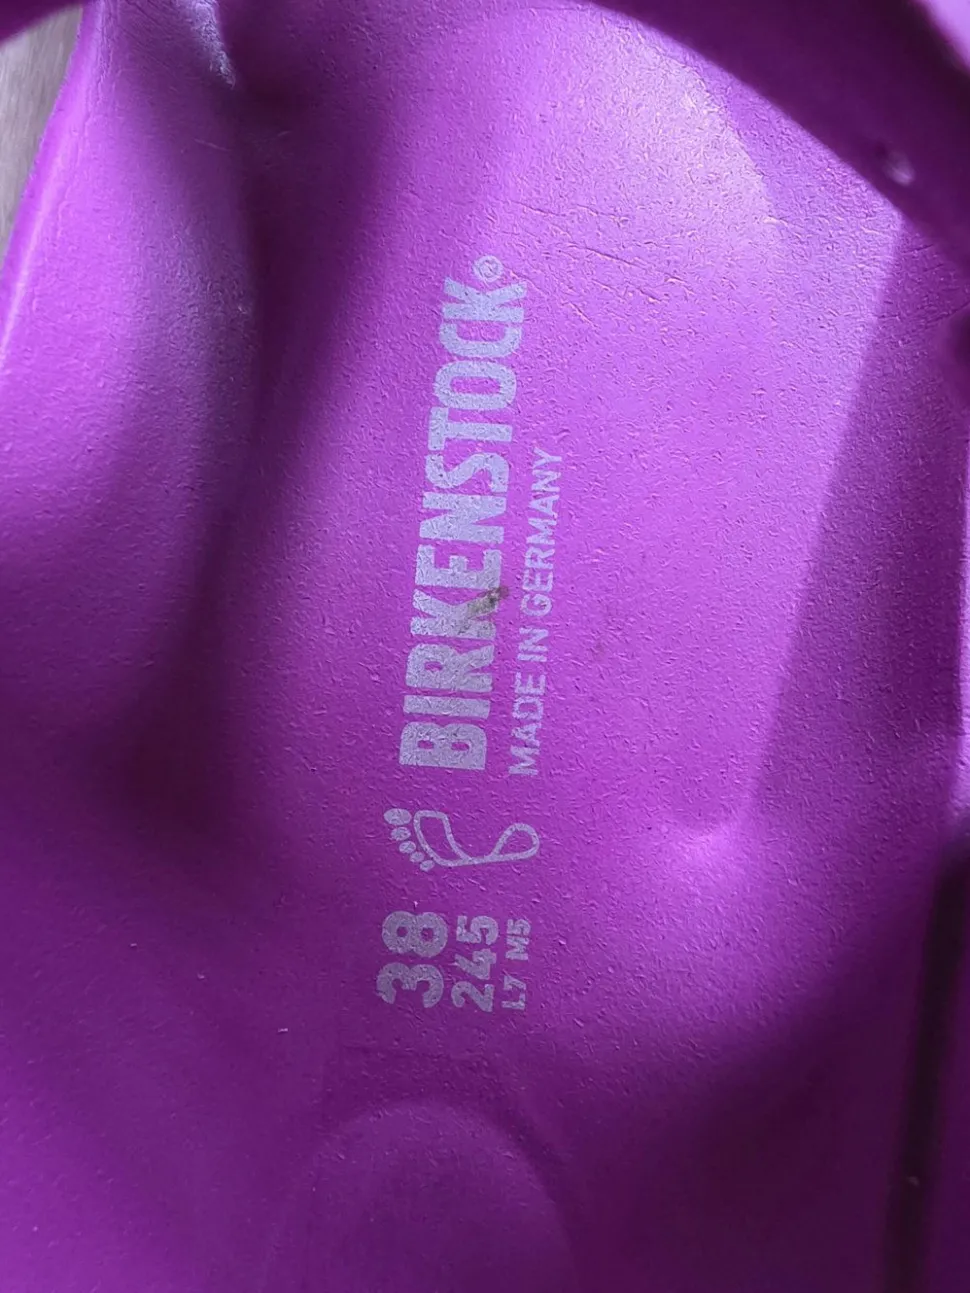 BIRKENSTOCK®
MADE IN GERMANY
38
245
L7 M5